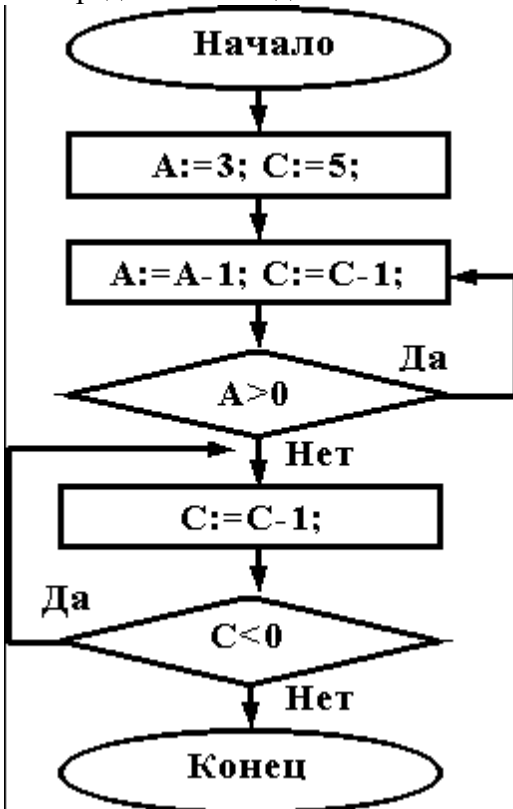 Начало
A:=3; C:=5;
A:=A-1; C:=C-1;
Да
A>0
Нет
C:=C-1;
Да
C<0
Нет
Конец